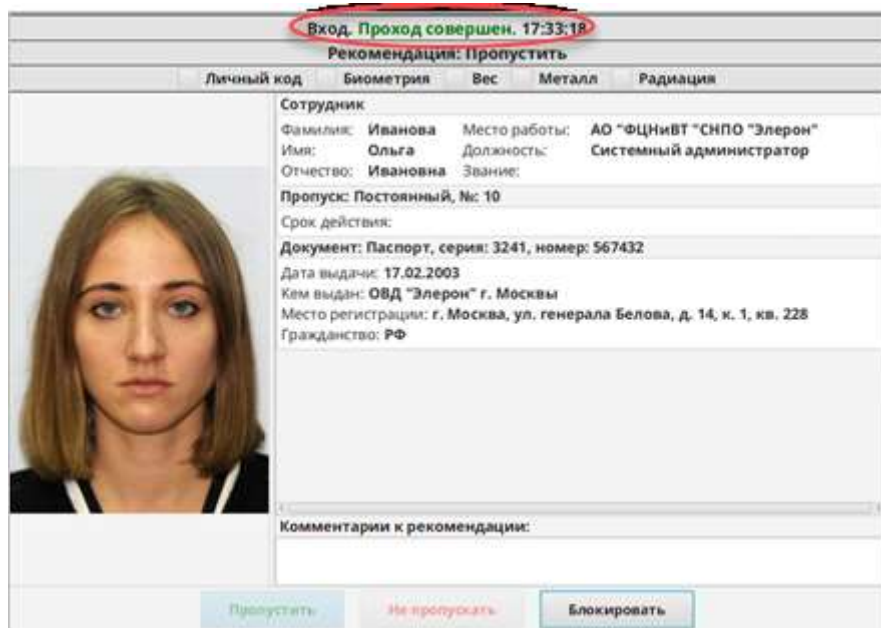 Вход. Проход совершен. 17:33:18
Рекомендация: Пропустить
Личный код Биометрия Вес Металл Радиация
Сотрудник
Фамилия: Иванова Место работы: АО "ФЦНиВТ "СНПО "Элерон"
Имя: Ольга Должность: Системный администратор
Отчество: Ивановна Звание:
Пропуск: Постоянный, №: 10
Срок действия:
Документ: Паспорт, серия: 3241, номер: 567432
Дата выдачи: 17.02.2003
Кем выдан: ОВД "Элерон" г. Москвы
Место регистрации: г. Москва, ул. генерала Белова, д. 14, к. 1, кв. 228
Гражданство: РФ
Комментарии к рекомендации:
Пропустить Не пропускать Блокировать